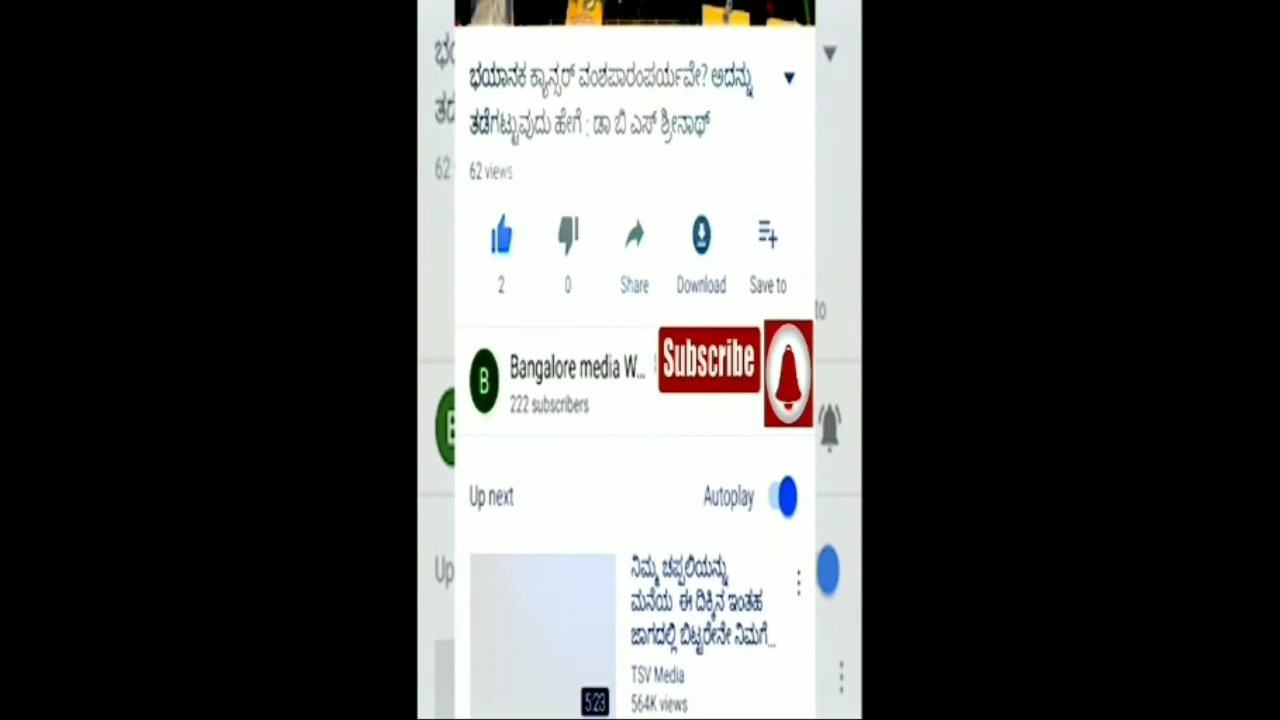 ಭಯಾನಕ ಕ್ಯಾನ್ಸರ್ ವಂಶಪಾರಂಪರ್ಯವೇ? ಅದನ್ನು
ತಡೆಗಟ್ಟುವುದು ಹೇಗೆ : ಡಾ ಬಿ ಎಸ್ ಶ್ರೀನಾಥ್
62 views
2
0
Share
Download
Save to
Bangalore media W...
222 subscribers
Subscribe
Up next
Autoplay
ನಿಮ್ಮ ಚಪ್ಪಲಿಯನ್ನು
ಮನೆಯ ಈ ದಿಕ್ಕಿನ ಇಂತಹ
ಜಾಗದಲ್ಲಿ ಬಿಟ್ಟರೇನೇ ನಿಮಗೆ...
TSV Media
564K views
5:23